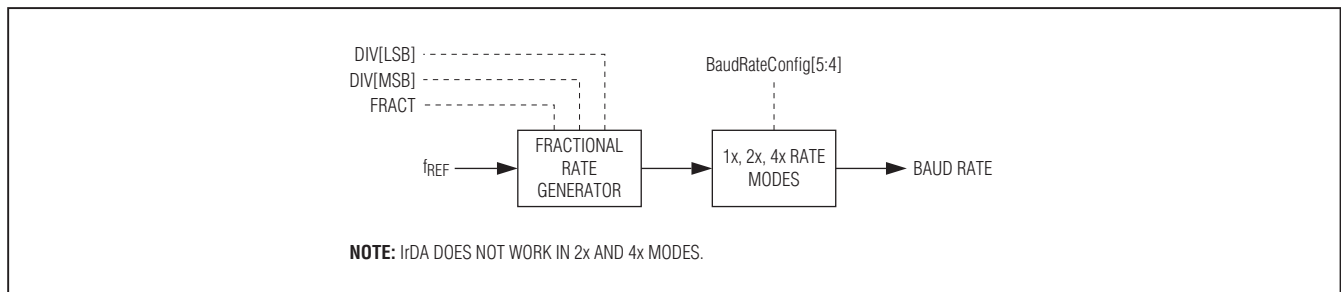 DIV[LSB]
DIV[MSB]
FRACT
BaudRateConfig[5:4]
fREF
FRACTIONAL
RATE
GENERATOR
1x, 2x, 4x RATE
MODES
BAUD RATE
NOTE: IrDA DOES NOT WORK IN 2x AND 4x MODES.